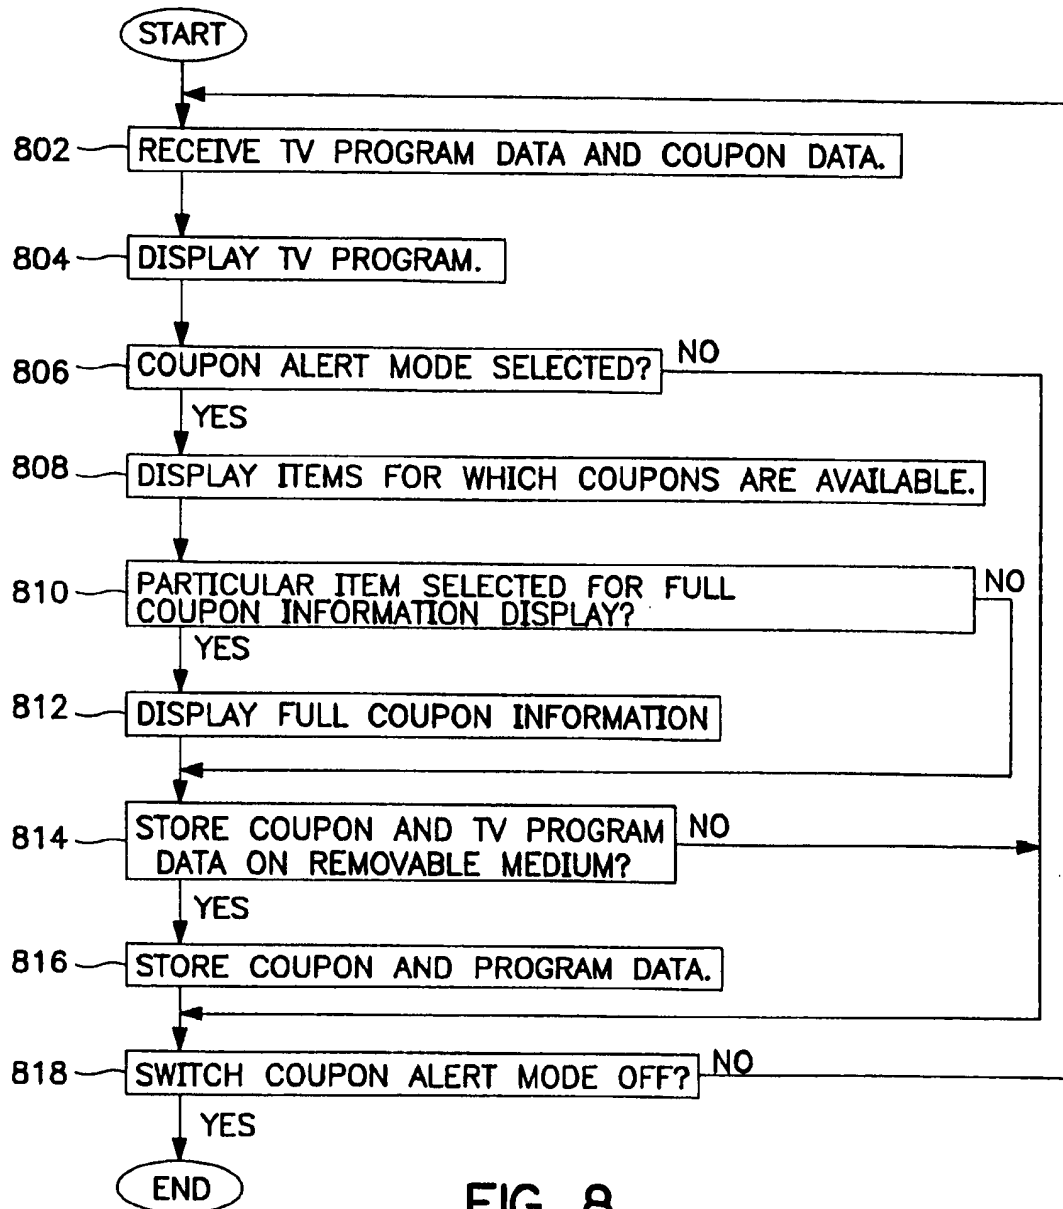 START
802 RECEIVE TV PROGRAM DATA AND COUPON DATA.
804 DISPLAY TV PROGRAM.
806 COUPON ALERT MODE SELECTED? NO
YES
808 DISPLAY ITEMS FOR WHICH COUPONS ARE AVAILABLE.
810 PARTICULAR ITEM SELECTED FOR FULL NO
COUPON INFORMATION DISPLAY?
YES
812 DISPLAY FULL COUPON INFORMATION
814 STORE COUPON AND TV PROGRAM NO
DATA ON REMOVABLE MEDIUM?
YES
816 STORE COUPON AND PROGRAM DATA.
818 SWITCH COUPON ALERT MODE OFF? NO
YES
END
FIG. 8